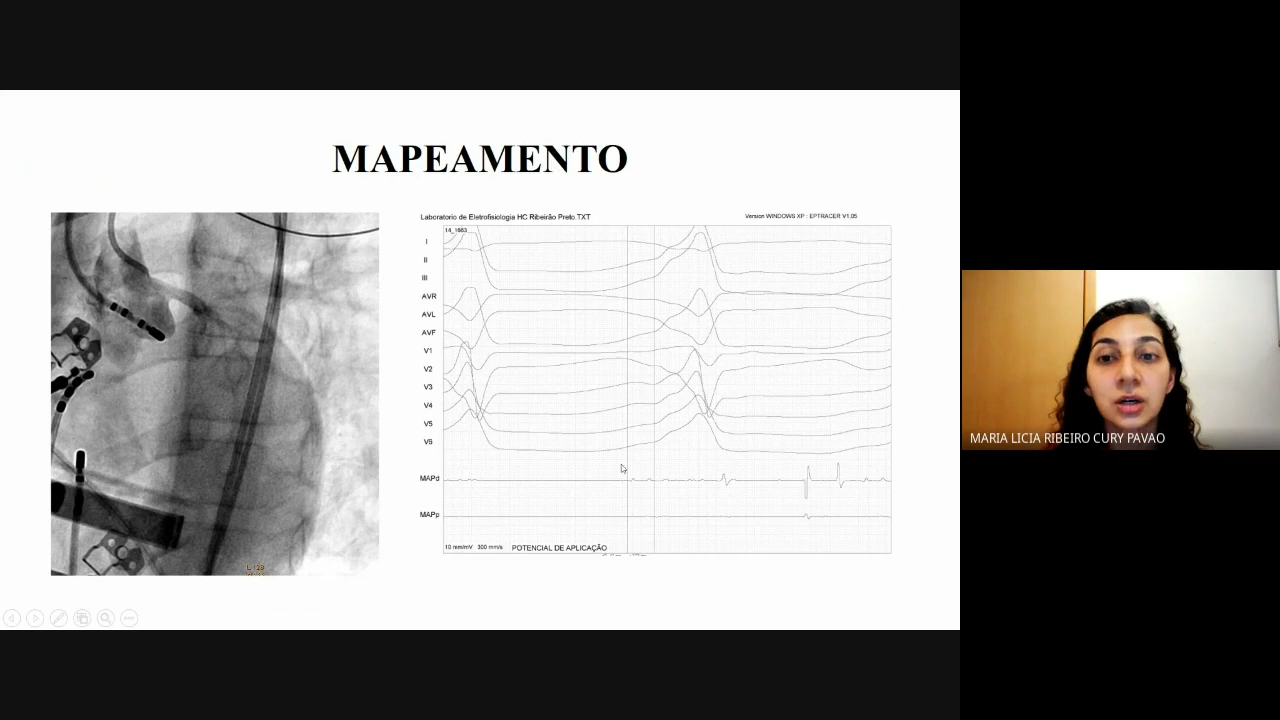 MAPEAMENTO
Laboratorio de Eletrofisiologia HC Ribeirão Preto.TXT
Version WINDOWS XP : EPTRACER V1,05
14_1663
I
II
III
AVR
AVL
AVF
V1
V2
V3
V4
V5
V6
MAPd
MAPp
10 mm/mV 300 mm/s POTENCIAL DE APLICAÇÃO
L 128
MARIA LICIA RIBEIRO CURY PAVAO